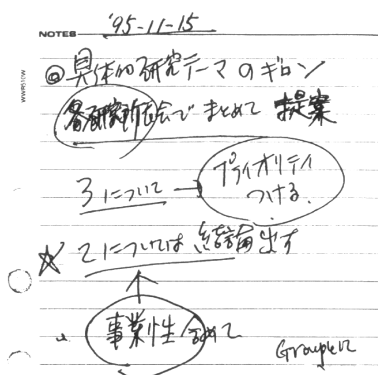 NOTES '95-11-15
◎具体的研究テーマのギロン
各研究所会でまとめて 提案
3について→ プライオリティ
つける.
☆ 2については 結論出す
↑
事業性含めて
Groupに